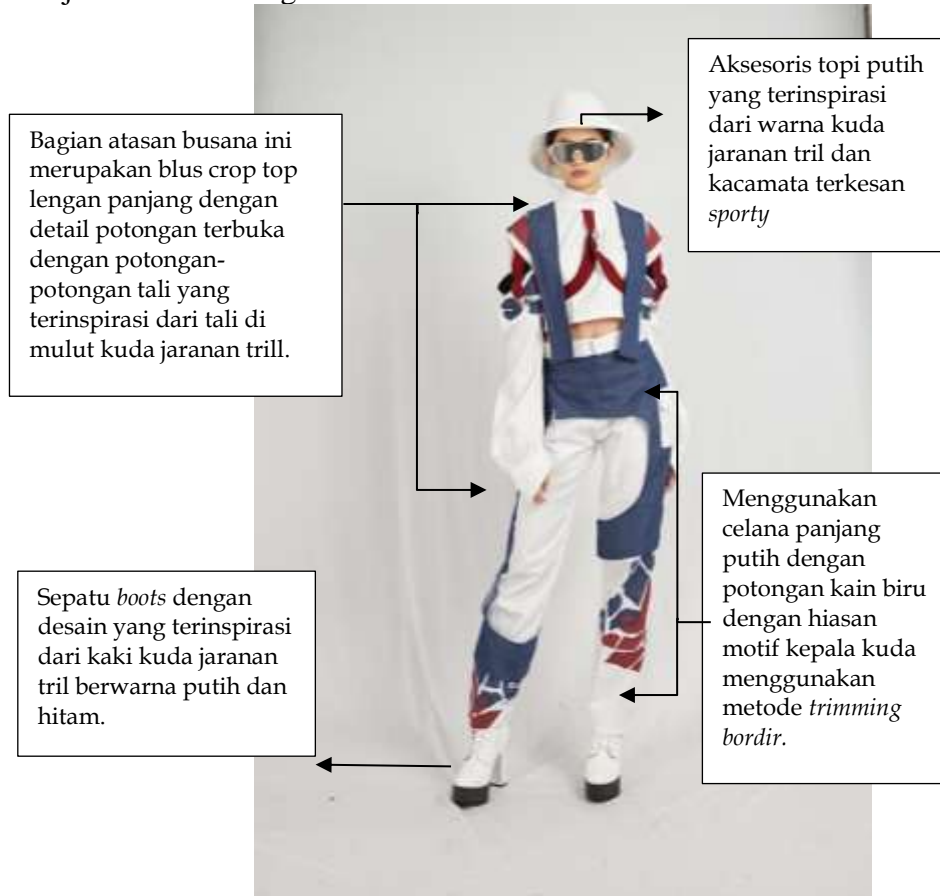 Aksesoris topi putih
yang terinspirasi
dari warna kuda
jaranan tril dan
kacamata terkesan
sporty
Bagian atasan busana ini
merupakan blus crop top
lengan panjang dengan
detail potongan terbuka
dengan potongan-
potongan tali yang
terinspirasi dari tali di
mulut kuda jaranan trill.
Menggunakan
celana panjang
putih dengan
potongan kain biru
dengan hiasan
motif kepala kuda
menggunakan
metode trimming
bordir.
Sepatu boots dengan
desain yang terinspirasi
dari kaki kuda jaranan
tril berwarna putih dan
hitam.